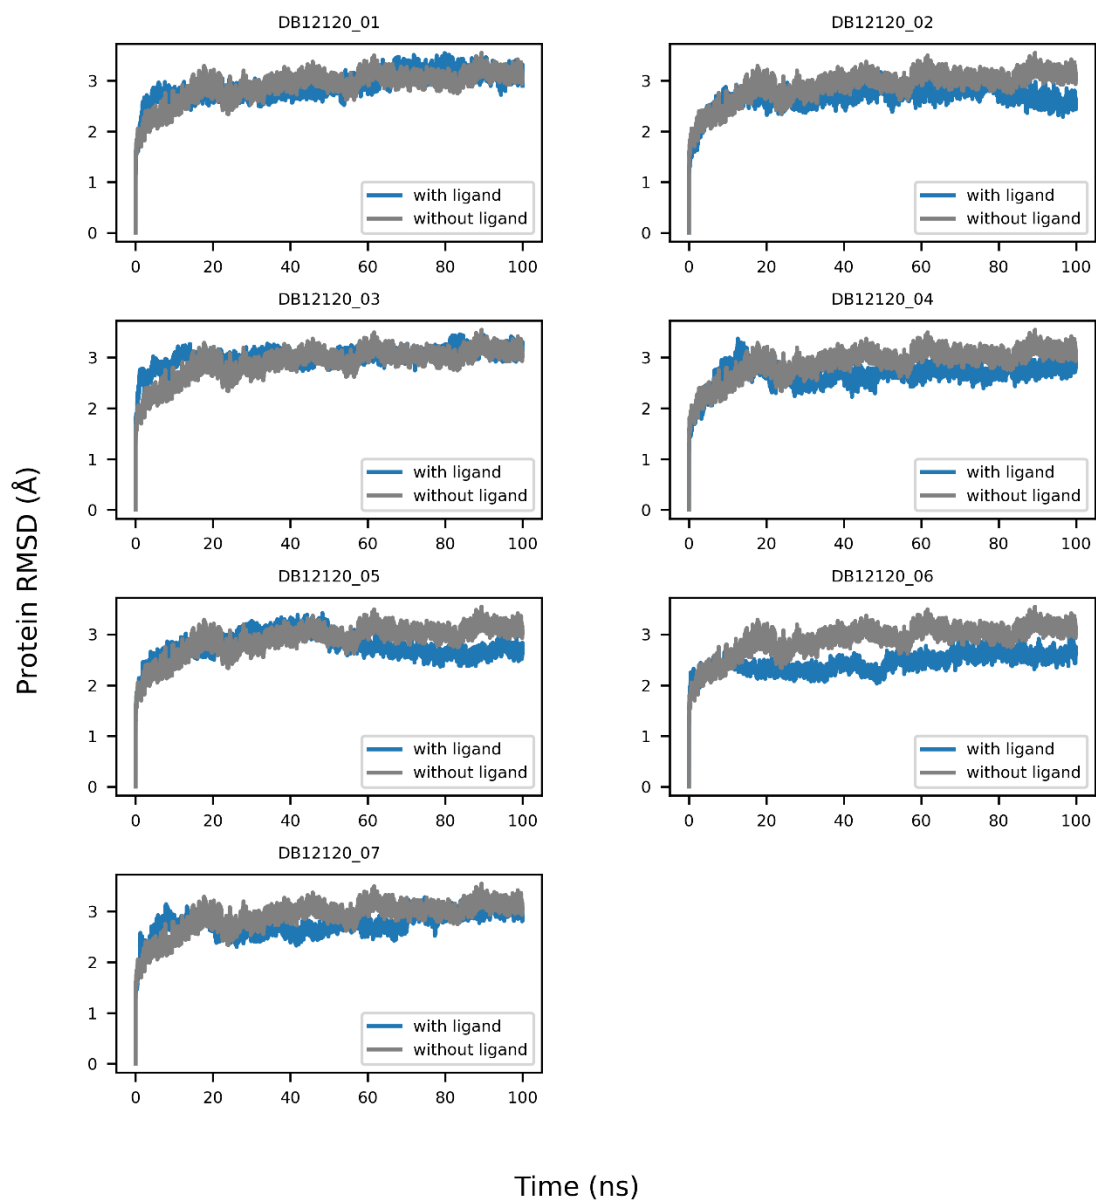 DB12120_01
3
2
1
0
with ligand
without ligand
0 20 40 60 80 100
DB12120_02
3
2
1
0
with ligand
without ligand
0 20 40 60 80 100
DB12120_03
3
2
1
0
with ligand
without ligand
0 20 40 60 80 100
DB12120_04
3
2
1
0
with ligand
without ligand
0 20 40 60 80 100
Protein RMSD (Å)
DB12120_05
3
2
1
0
with ligand
without ligand
0 20 40 60 80 100
DB12120_06
3
2
1
0
with ligand
without ligand
0 20 40 60 80 100
DB12120_07
3
2
1
0
with ligand
without ligand
0 20 40 60 80 100
Time (ns)